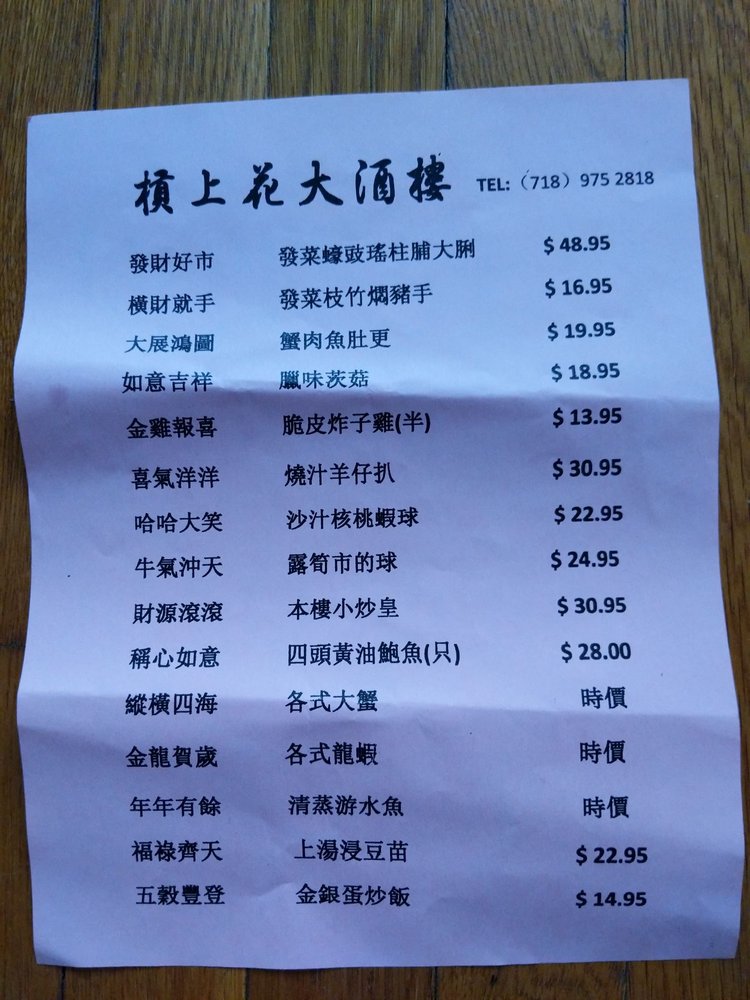 槓上花大酒樓 TEL:（718）975 2818
發財好市 發菜蠔豉瑤柱脯大脷 $ 48.95
橫財就手 發菜枝竹燜豬手 $ 16.95
大展鴻圖 蟹肉魚肚更 $ 19.95
如意吉祥 臘味茨菇 $ 18.95
金雞報喜 脆皮炸子雞(半) $ 13.95
喜氣洋洋 燒汁羊仔扒 $ 30.95
哈哈大笑 沙汁核桃蝦球 $ 22.95
牛氣沖天 露筍市的球 $ 24.95
財源滾滾 本樓小炒皇 $ 30.95
稱心如意 四頭黃油鮑魚(只) $ 28.00
縱橫四海 各式大蟹 時價
金龍賀歲 各式龍蝦 時價
年年有餘 清蒸游水魚 時價
福祿齊天 上湯浸豆苗 $ 22.95
五穀豐登 金銀蛋炒飯 $ 14.95